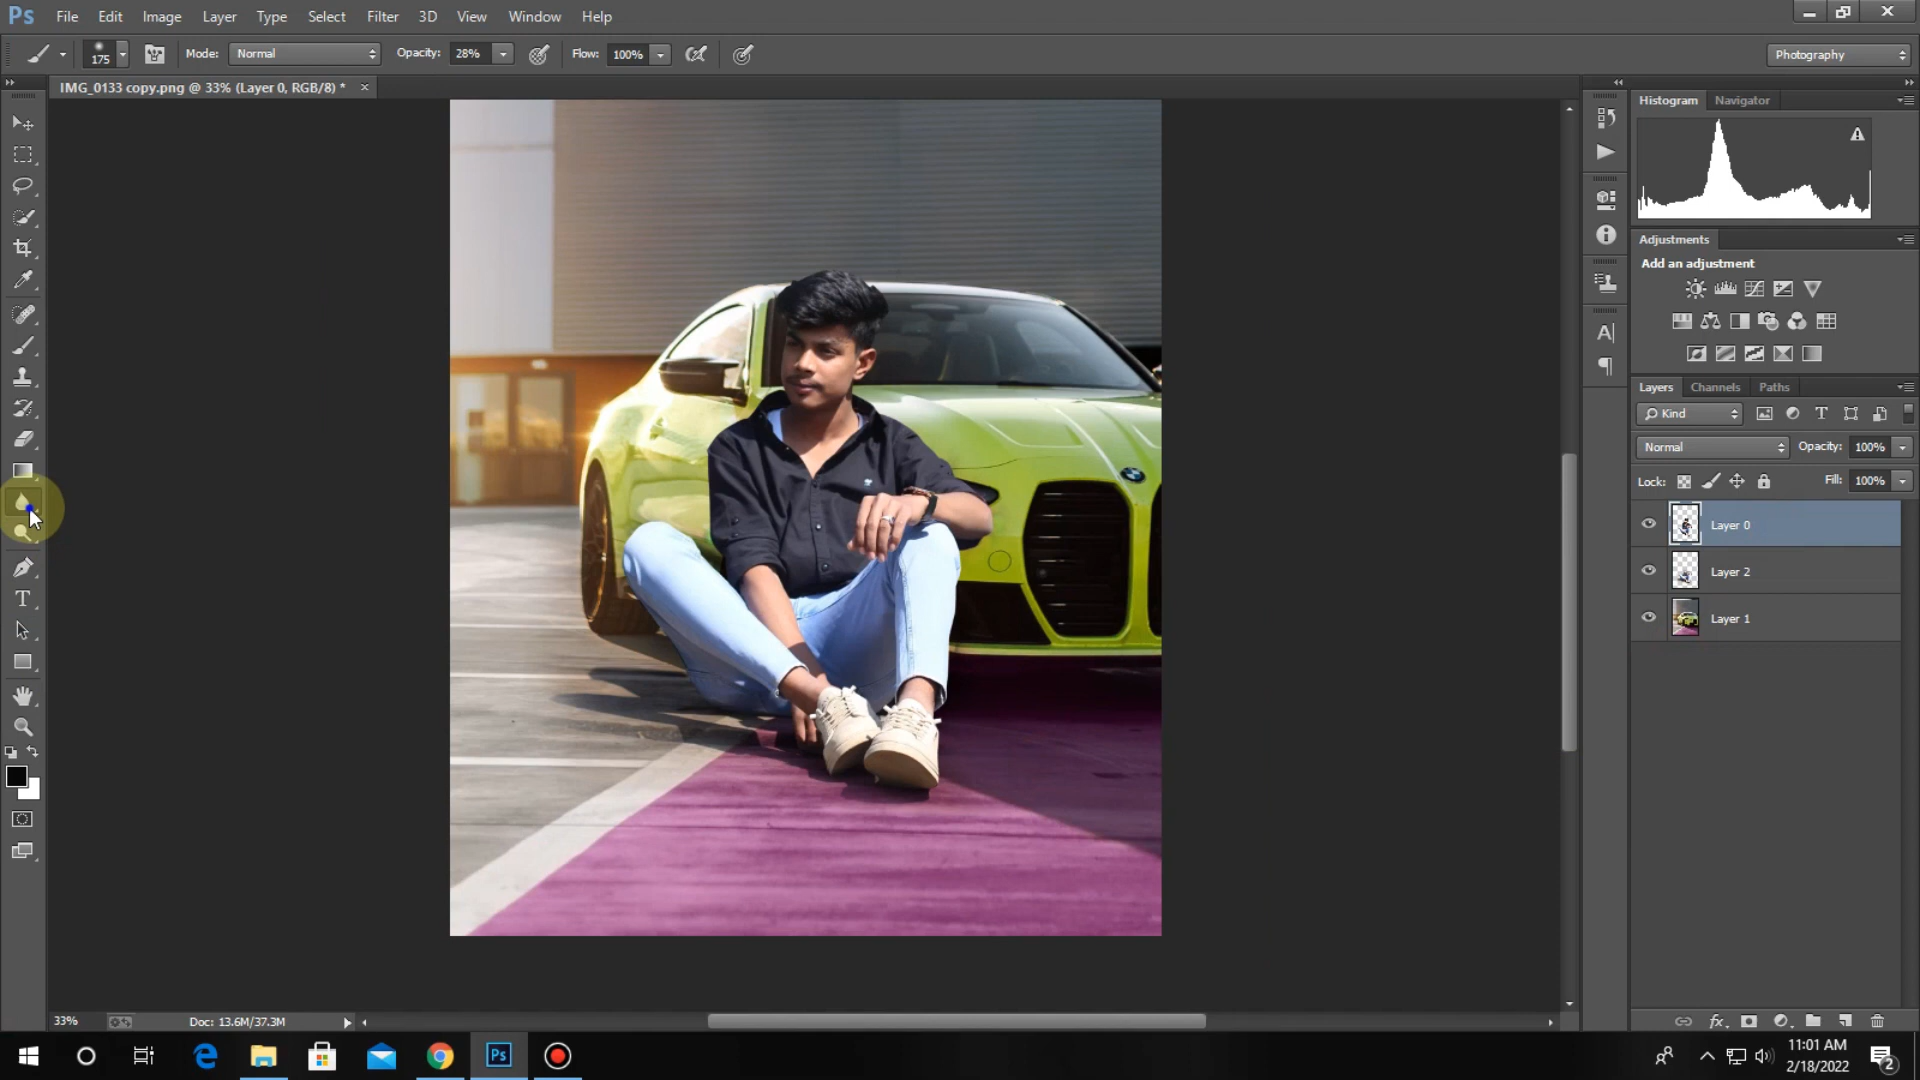 Ps File Edit Image Layer Type Select Filter 3D View Window Help
175 Mode: Normal Opacity: 28% Flow: 100% Photography
IMG_0133 copy.png @ 33% (Layer 0, RGB/8) *
Histogram Navigator
Adjustments
Add an adjustment
Layers Channels Paths
Kind
Normal Opacity: 100%
Lock: Fill: 100%
Layer 0
Layer 2
Layer 1
33% Doc: 13.6M/37.3M
11:01 AM
2/18/2022
2